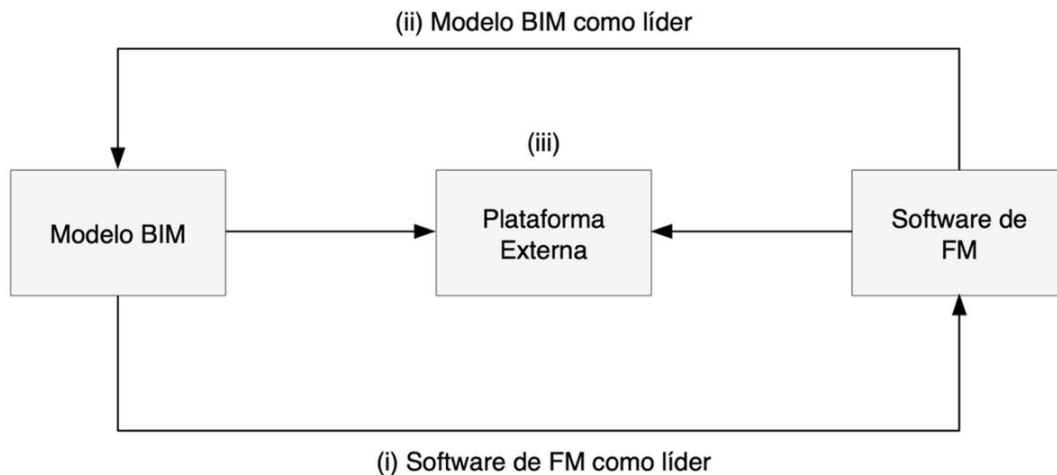 (ii) Modelo BIM como líder
(iii)
Modelo BIM
Plataforma
Externa
Software de
FM
(i) Software de FM como líder